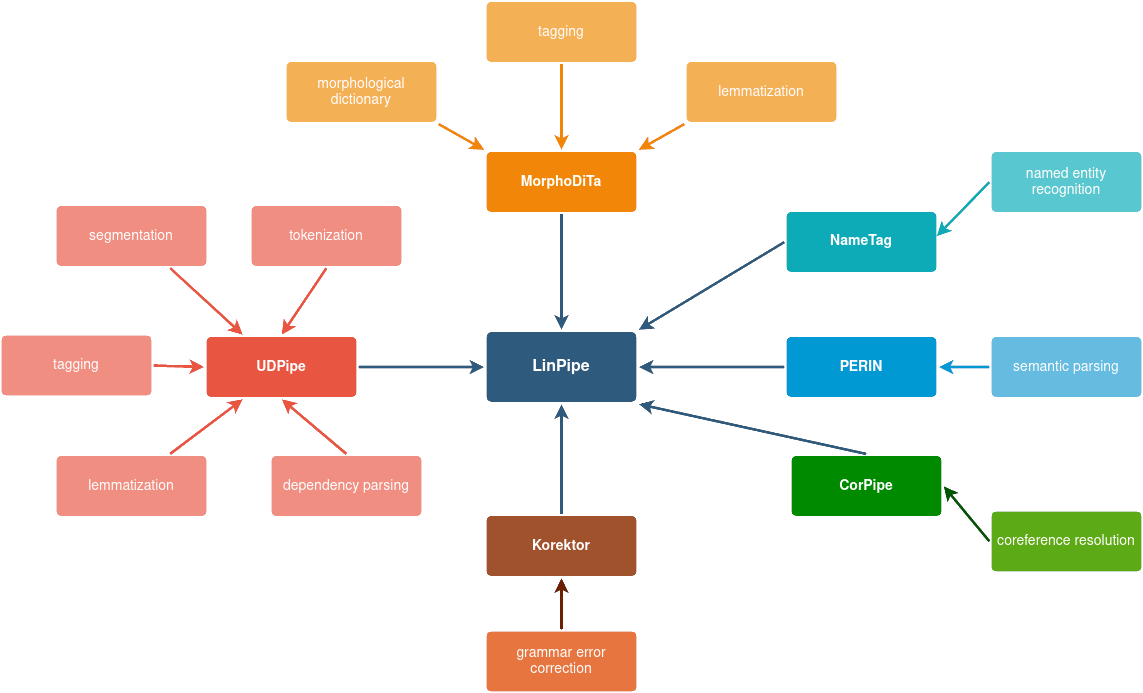 tagging
morphological
dictionary
lemmatization
MorphoDiTa
named entity
recognition
segmentation
tokenization
NameTag
tagging
UDPipe
LinPipe
PERIN
semantic parsing
lemmatization
dependency parsing
CorPipe
Korektor
coreference resolution
grammar error
correction